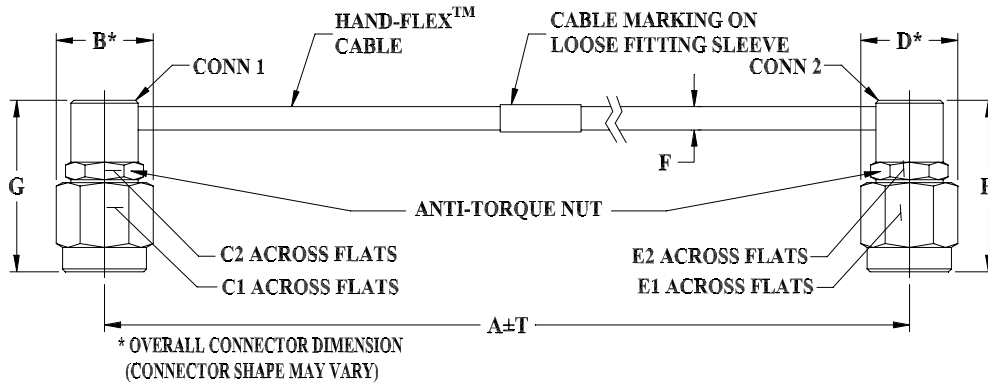 HAND-FLEX™
CABLE
CABLE MARKING ON
LOOSE FITTING SLEEVE
B*
D*
CONN 1
CONN 2
G
F
ANTI-TORQUE NUT
C2 ACROSS FLATS
C1 ACROSS FLATS
E2 ACROSS FLATS
E1 ACROSS FLATS
A±T
* OVERALL CONNECTOR DIMENSION
(CONNECTOR SHAPE MAY VARY)